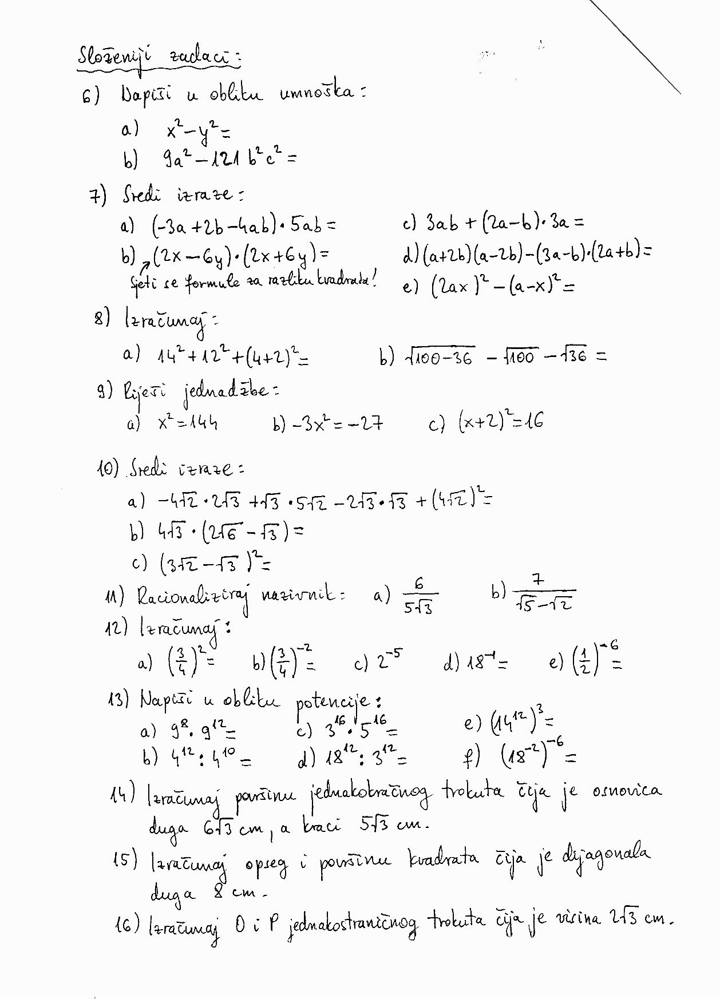 Složeniji zadaci:
6) Napiši u obliku umnoška:
a) x²-y²=
b) 9a²-121 b²c²=
7) Sredi izraze:
a) (-3a+2b-4ab)·5ab= c) 3ab + (2a-b)·3a=
b) (2x-6y)·(2x+6y)= d) (a+2b)(a-2b)-(3a-b)·(2a+b)=
Sjeti se formule za razliku kvadrata! e) (2ax)²-(a-x)²=
8) Izračunaj:
a) 14²+12²+(4+2)²= b) √(100-36) - √100 - √36 =
9) Riješi jednadžbe:
a) x²=144 b) -3x²=-27 c) (x+2)²=16
10) Sredi izraze:
a) -4√2·2√3+√3·5√2-2√3·√3+(4√2)²=
b) 4√3·(2√6-√3)=
c) (3√2-√3)²=
11) Racionaliziraj nazivnik: a) 6/(5√3) b) 7/(√5-√2)
12) Izračunaj:
a) (3/4)²= b) (3/4)⁻²= c) 2⁻⁵ d) 18⁻¹= e) (1/2)⁻⁶=
13) Napiši u obliku potencije:
a) 9⁸·9¹²= c) 3¹⁶·5⁻¹⁶= e) (14¹²)³=
b) 4¹²:4¹⁰= d) 18¹²:3¹²= f) (18⁻²)⁻⁶=
14) Izračunaj površinu jednakokračnog trokuta čija je osnovica
duga 6√3 cm, a kraci 5√3 cm.
15) Izračunaj opseg i površinu kvadrata čija je dijagonala
duga 8 cm.
16) Izračunaj O i P jednakostraničnog trokuta čija je visina 2√3 cm.